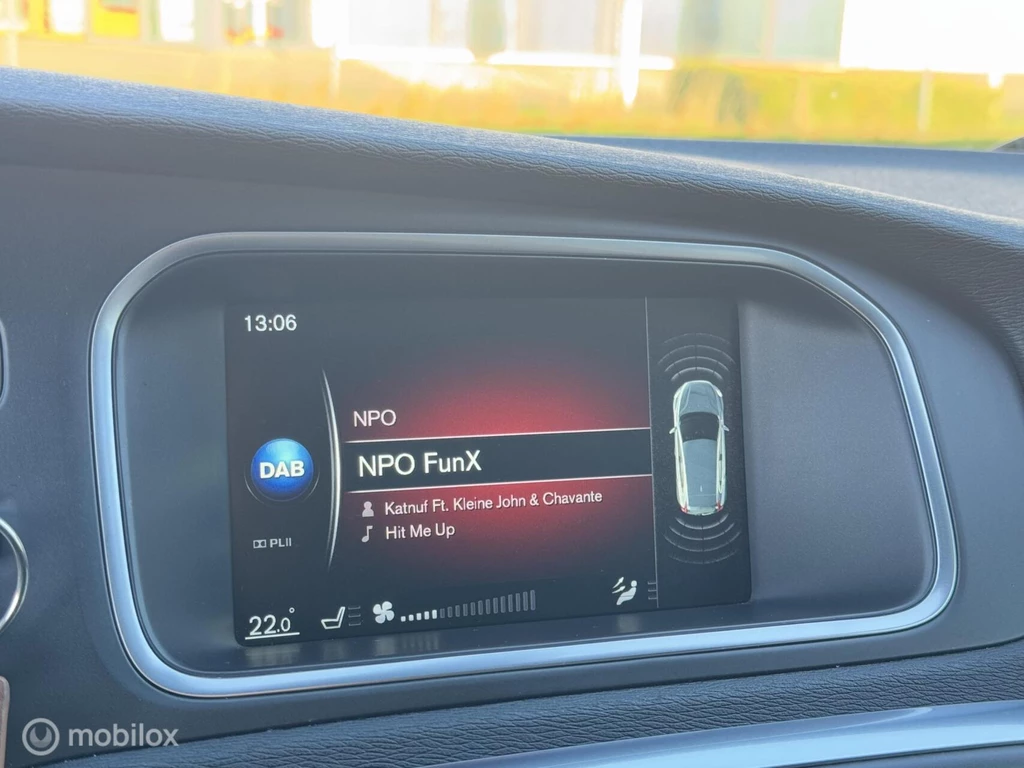 13:06
NPO
DAB
NPO FunX
Katnuf Ft. Kleine John & Chavante
Hit Me Up
PLII
22.0°
mobilox